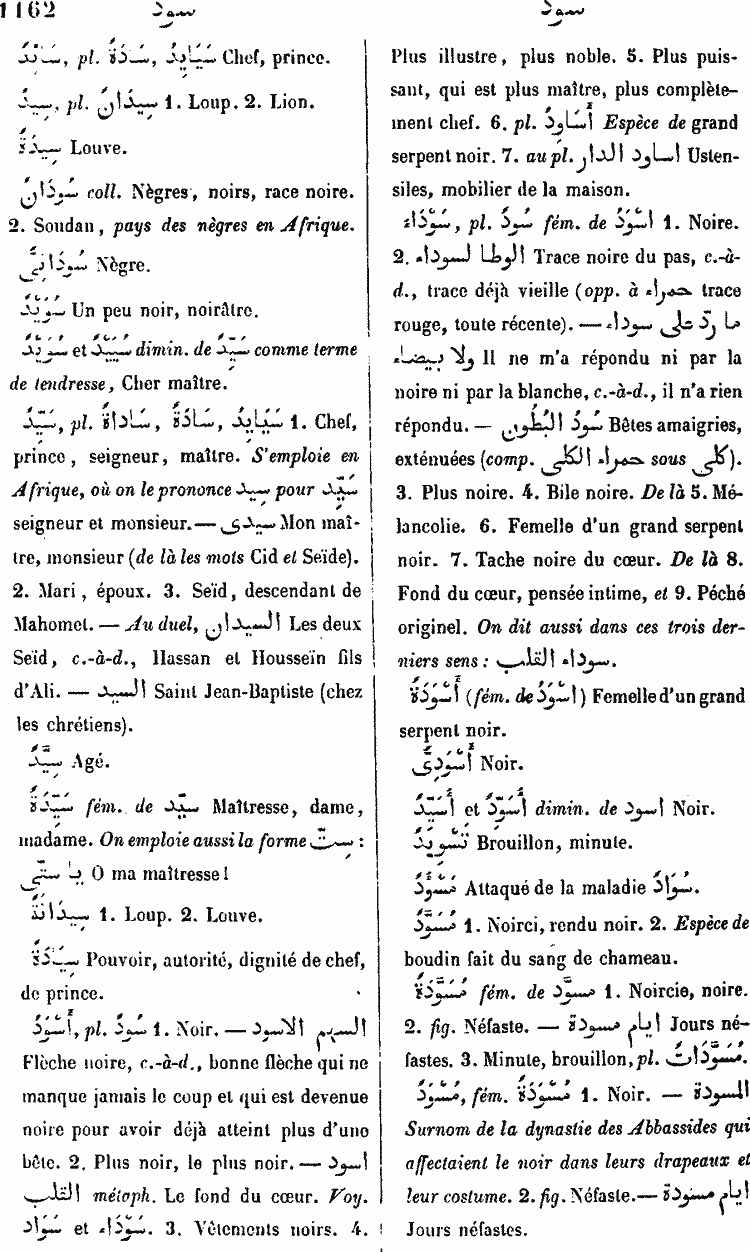 1162 سود
سود
سَائِدٌ, pl. سَادَةٌ, سَيَايِدُ Chef, prince.
سِيدٌ, pl. سِيدَانٌ 1. Loup. 2. Lion.
سِيدَةٌ Louve.
سُودَانٌ coll. Nègres, noirs, race noire.
2. Soudan, pays des nègres en Afrique.
سُودَانِىٌّ Nègre.
سُوَيْدٌ Un peu noir, noirâtre.
سُيَيْدٌ et سُوَيِّدٌ dimin. de سَيِّدٌ comme terme
de tendresse, Cher maître.
سَيِّدٌ, pl. سَيَايِدُ, سَادَةٌ, سَادَاةٌ 1. Chef,
prince, seigneur, maître. S'emploie en
Afrique, où on le prononce سيد pour سَيِّد
seigneur et monsieur.— سيدى Mon maî-
tre, monsieur (de là les mots Cid et Seïde).
2. Mari, époux. 3. Seïd, descendant de
Mahomet. — Au duel, السيدان Les deux
Seïd, c.-à-d., Hassan et Housseïn fils
d'Ali. — السيد Saint Jean-Baptiste (chez
les chrétiens).
سِيَدٌّ Agé.
سَيِّدَةٌ fém. de سَيِّد Maîtresse, dame,
madame. On emploie aussi la forme سِتّ :
يا سِتِّى O ma maîtresse!
سِيدَانَةٌ 1. Loup. 2. Louve.
سِيَادَةٌ Pouvoir, autorité, dignité de chef,
de prince.
أَسْوَدُ, pl. سُودٌ 1. Noir. — السهم الاسود
Flèche noire, c.-à-d., bonne flèche qui ne
manque jamais le coup et qui est devenue
noire pour avoir déjà atteint plus d'une
bête. 2. Plus noir, le plus noir. — اسود
القلب métaph. Le fond du cœur. Voy.
سَوَاد et سَوْدَاء. 3. Vêtements noirs. 4.
Plus illustre, plus noble. 5. Plus puis-
sant, qui est plus maître, plus complète-
ment chef. 6. pl. أَسَاوِدُ Espèce de grand
serpent noir. 7. au pl. اساود الدار Usten-
siles, mobilier de la maison.
سَوْدَاءُ, pl. سُودٌ fém. de اسْوَدُ 1. Noire.
2. الوطا لسوداء Trace noire du pas, c.-à-
d., trace déjà vieille (opp. à حمراء trace
rouge, toute récente). — ما ردّ على سوداء
ولا بيضاء Il ne m'a répondu ni par la
noire ni par la blanche, c.-à-d., il n'a rien
répondu. — سُودُ البُطُون Bêtes amaigries,
exténuées (comp. حمراء الكلى sous كلى).
3. Plus noire. 4. Bile noire. De là 5. Mé-
lancolie. 6. Femelle d'un grand serpent
noir. 7. Tache noire du cœur. De là 8.
Fond du cœur, pensée intime, et 9. Péché
originel. On dit aussi dans ces trois der-
niers sens : سوداء القلب.
أَسْوَدَةٌ (fém. de اسْوَدُ) Femelle d'un grand
serpent noir.
أَسْوَدِىٌّ Noir.
أُسَيِّدٌ et أُسَيْوِدٌ dimin. de اسود Noir.
تَسْوِيدٌ Brouillon, minute.
مَسْؤُودٌ Attaqué de la maladie سُوَادٌ.
مُسَوَّدٌ 1. Noirci, rendu noir. 2. Espèce de
boudin fait du sang de chameau.
مُسَوَّدَةٌ fém. de مسوَّد 1. Noircie, noire.
2. fig. Néfaste. — ايام مسودة Jours né-
fastes. 3. Minute, brouillon, pl. مُسَوَّدَاتٌ.
مُسَوِّدٌ, fém. مُسَوِّدَةٌ 1. Noir. — المسودة
Surnom de la dynastie des Abbassides qui
affectaient le noir dans leurs drapeaux et
leur costume. 2. fig. Néfaste.— ايام مسودة
Jours néfastes.